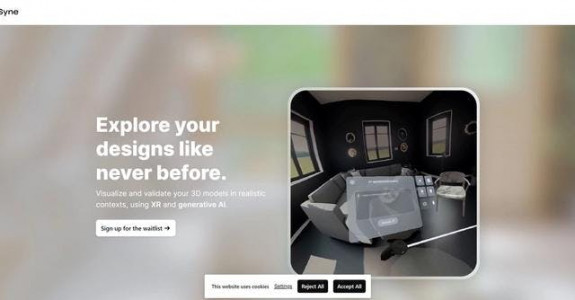 Syne
Explore your
designs like
never before.
Visualize and validate your 3D models in realistic
contexts, using XR and generative AI.
Sign up for the waitlist →
This website uses cookies Settings Reject All Accept All